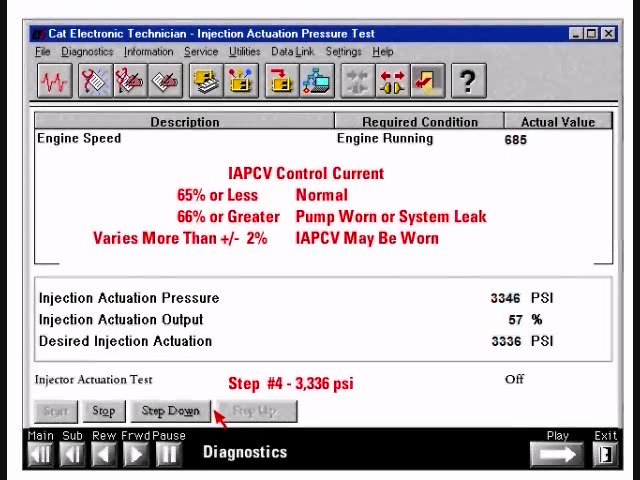 Cat Electronic Technician - Injection Actuation Pressure Test
File Diagnostics Information Service Utilities Data Link Settings Help
?
Description Required Condition Actual Value
Engine Speed Engine Running 685
IAPCV Control Current
65% or Less Normal
66% or Greater Pump Worn or System Leak
Varies More Than +/- 2% IAPCV May Be Worn
Injection Actuation Pressure 3346 PSI
Injection Actuation Output 57 %
Desired Injection Actuation 3336 PSI
Injector Actuation Test Step #4 - 3,336 psi Off
Start Stop Step Down Step Up
Main Sub Rew Frwd Pause Play Exit
Diagnostics